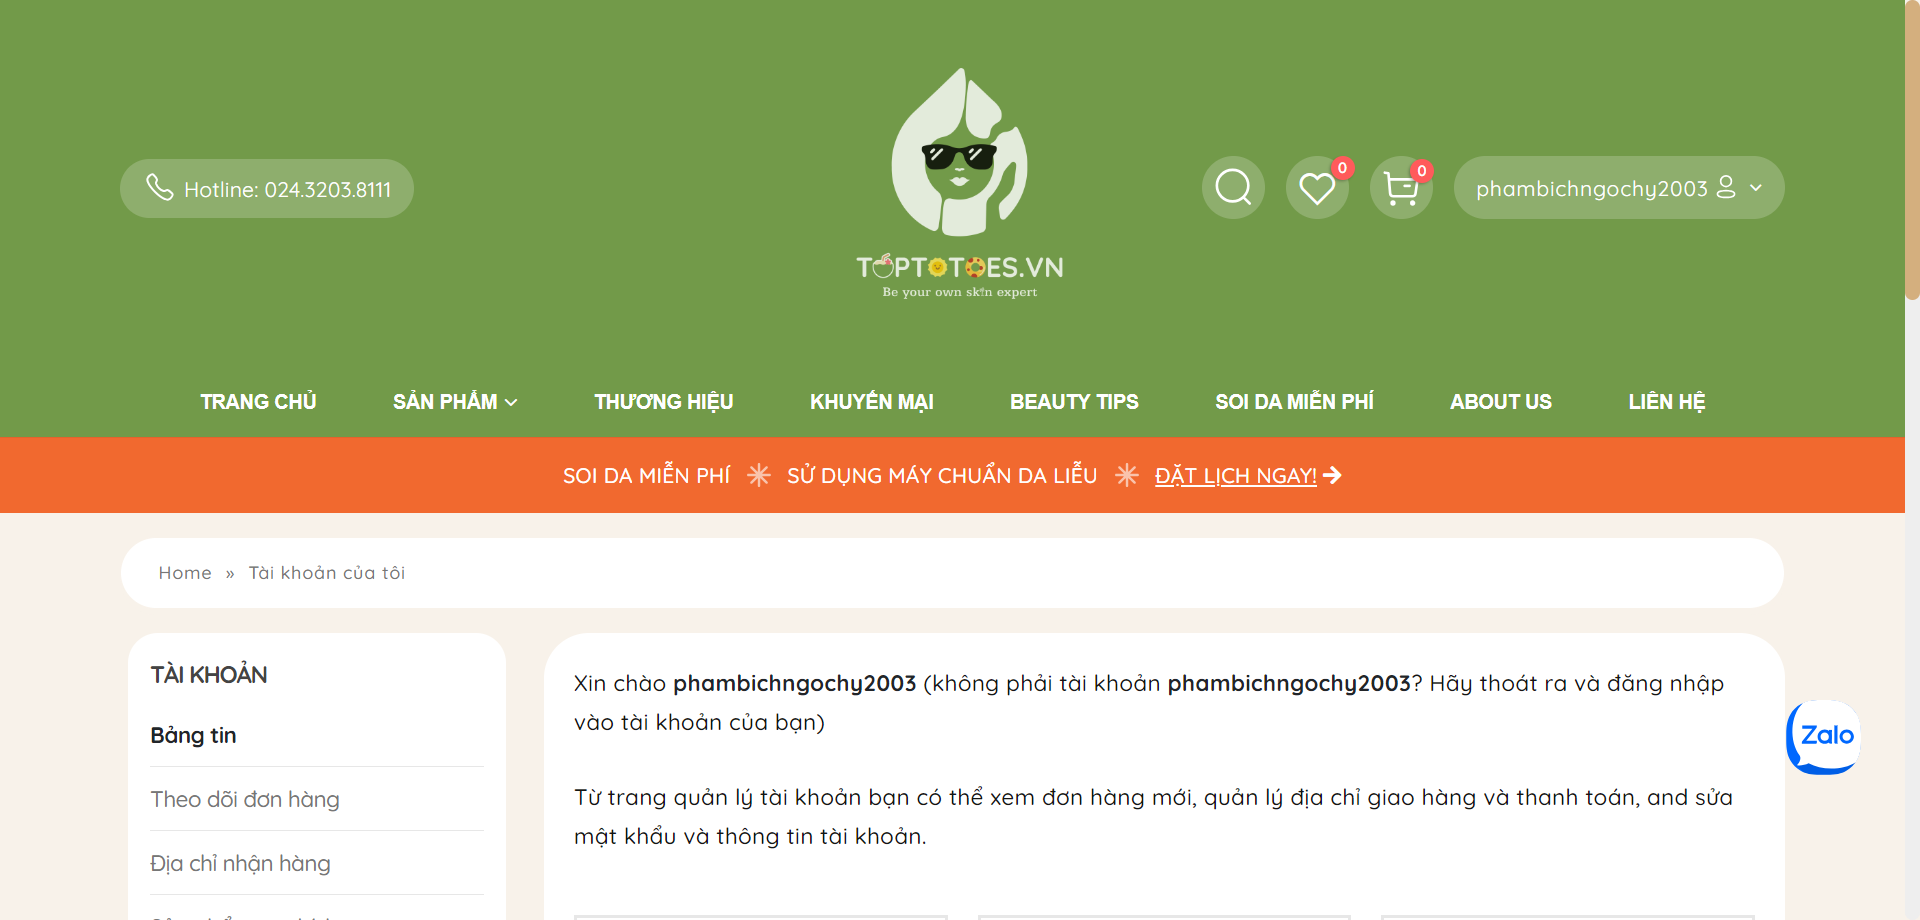 Hotline: 024.3203.8111
TOPTOTOES.VN
Be your own skin expert
0
0
phambichngochy2003
TRANG CHỦ
SẢN PHẨM
THƯƠNG HIỆU
KHUYẾN MẠI
BEAUTY TIPS
SOI DA MIỄN PHÍ
ABOUT US
LIÊN HỆ
SOI DA MIỄN PHÍ
SỬ DỤNG MÁY CHUẨN DA LIỄU
ĐẶT LỊCH NGAY!
Home » Tài khoản của tôi
TÀI KHOẢN
Bảng tin
Theo dõi đơn hàng
Địa chỉ nhận hàng
Xin chào phambichngochy2003 (không phải tài khoản phambichngochy2003? Hãy thoát ra và đăng nhập
vào tài khoản của bạn)
Từ trang quản lý tài khoản bạn có thể xem đơn hàng mới, quản lý địa chỉ giao hàng và thanh toán, and sửa
mật khẩu và thông tin tài khoản.
Zalo